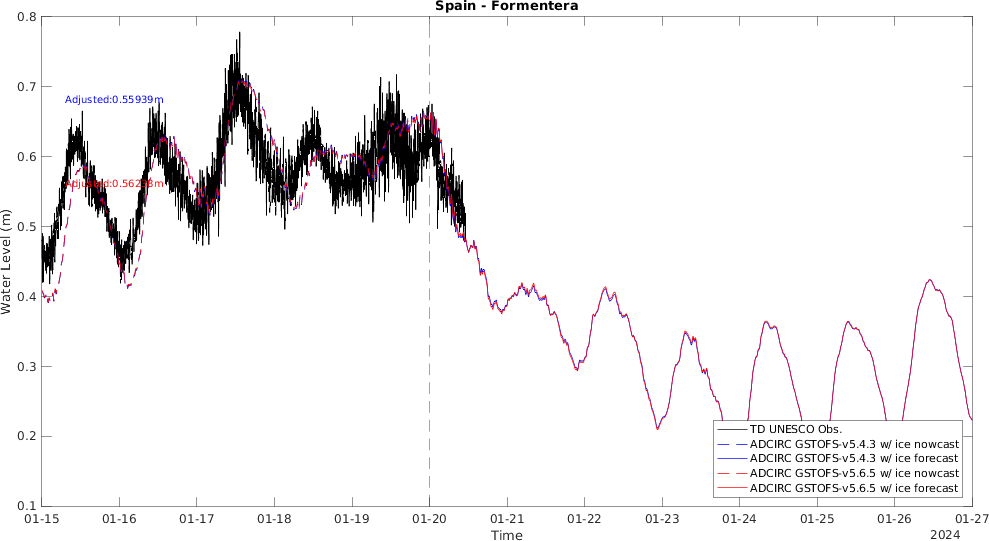 Spain - Formentera
0.8
0.7
0.6
0.5
0.4
0.3
0.2
0.1
Water Level (m)
Adjusted:0.55939m
TD UNESCO Obs.
ADCIRC GSTOFS-v5.4.3 w/ ice nowcast
ADCIRC GSTOFS-v5.4.3 w/ ice forecast
ADCIRC GSTOFS-v5.6.5 w/ ice nowcast
ADCIRC GSTOFS-v5.6.5 w/ ice forecast
01-15 01-16 01-17 01-18 01-19 01-20 01-21 01-22 01-23 01-24 01-25 01-26 01-27
Time
2024